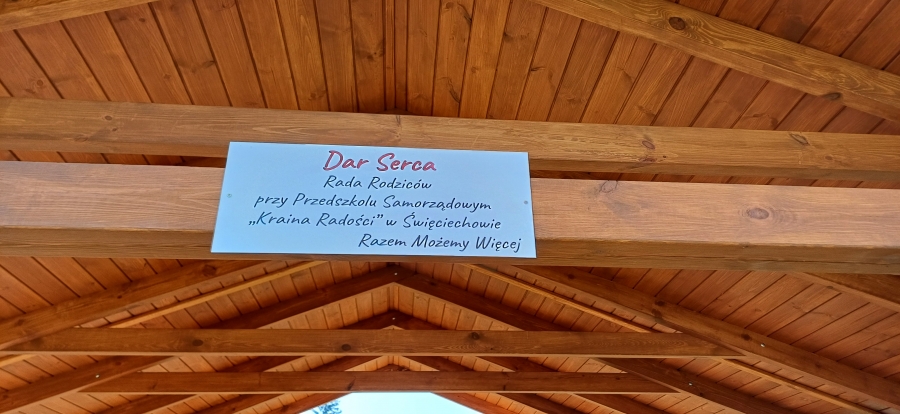 Dar Serca
Rada Rodziców
przy Przedszkolu Samorządowym
„Kraina Radości” w Święciechowie
Razem Możemy Więcej